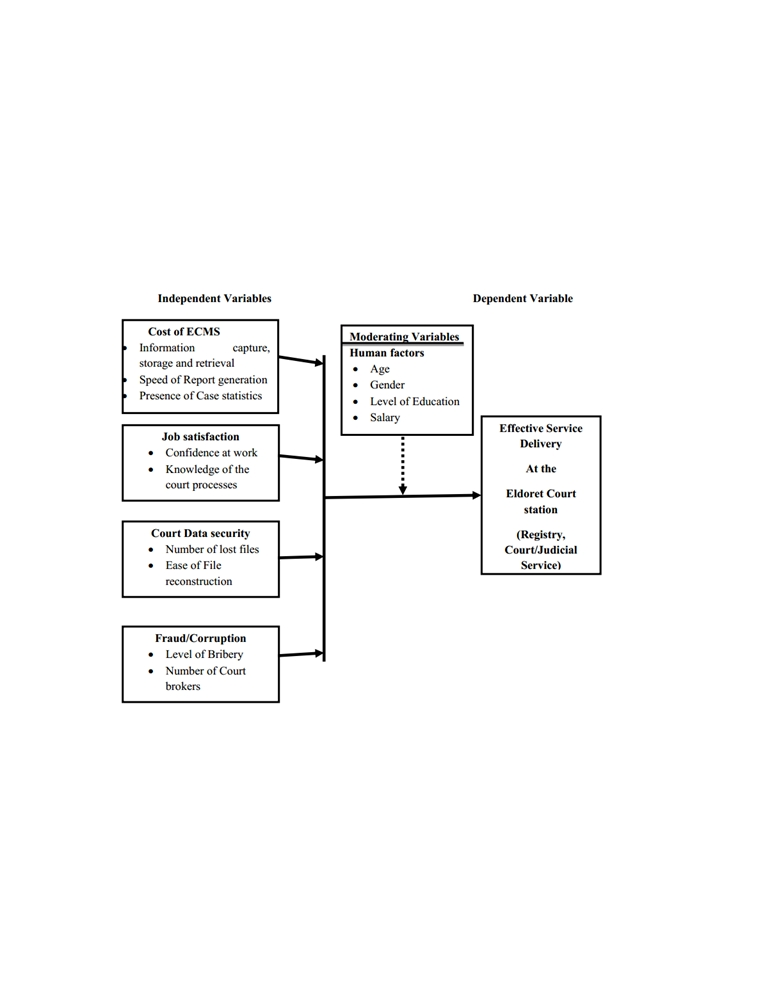 Independent Variables
Dependent Variable
Cost of ECMS
• Information capture,
storage and retrieval
• Speed of Report generation
• Presence of Case statistics
Job satisfaction
• Confidence at work
• Knowledge of the
court processes
Court Data security
• Number of lost files
• Ease of File
reconstruction
Fraud/Corruption
• Level of Bribery
• Number of Court
brokers
Moderating Variables
Human factors
• Age
• Gender
• Level of Education
• Salary
Effective Service
Delivery
At the
Eldoret Court
station
(Registry,
Court/Judicial
Service)